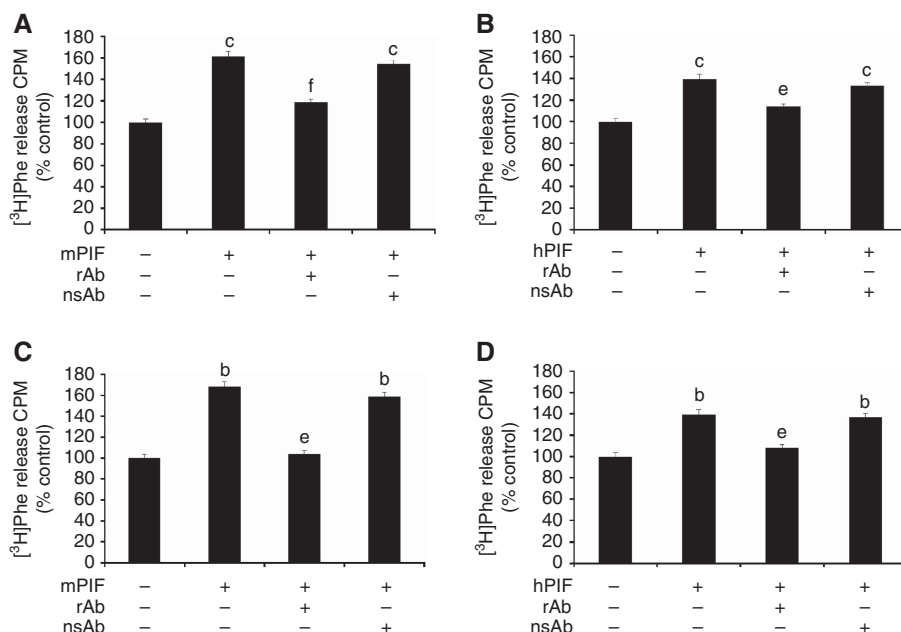 A
[³H]Phe release CPM
(% control)
180
160
140
120
100
80
60
40
20
0
c
f
c
mPIF – + + +
rAb – – + –
nsAb – – – +
B
[³H]Phe release CPM
(% control)
180
160
140
120
100
80
60
40
20
0
c
e
c
hPIF – + + +
rAb – – + –
nsAb – – – +
C
[³H]Phe release CPM
(% control)
180
160
140
120
100
80
60
40
20
0
b
e
b
mPIF – + + +
rAb – – + –
nsAb – – – +
D
[³H]Phe release CPM
(% control)
180
160
140
120
100
80
60
40
20
0
b
e
b
hPIF – + + +
rAb – – + –
nsAb – – – +